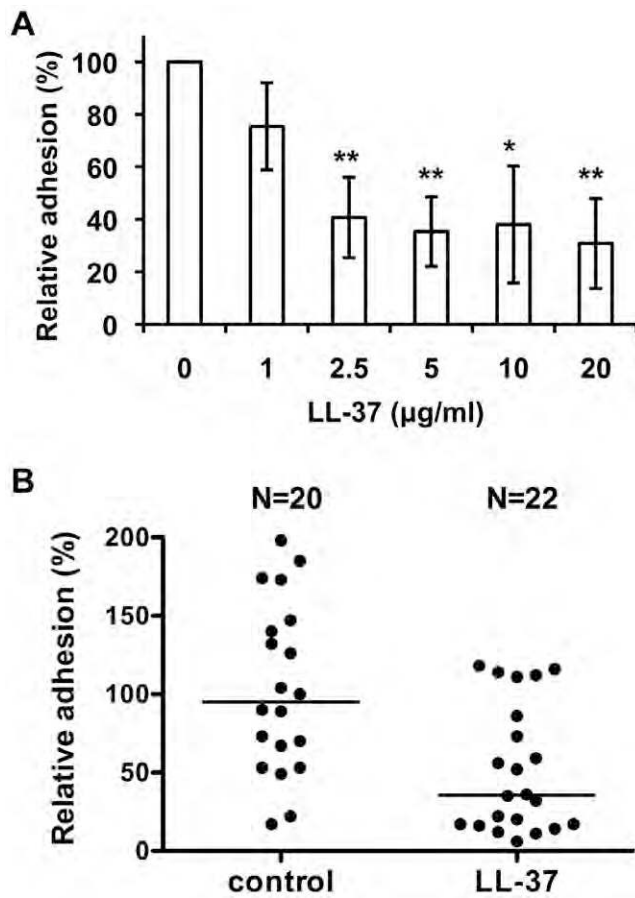 A
Relative adhesion (%)
100
80
60
40
20
0
** ** * **
0 1 2.5 5 10 20
LL-37 (µg/ml)
B
N=20 N=22
Relative adhesion (%)
200
150
100
50
0
control LL-37